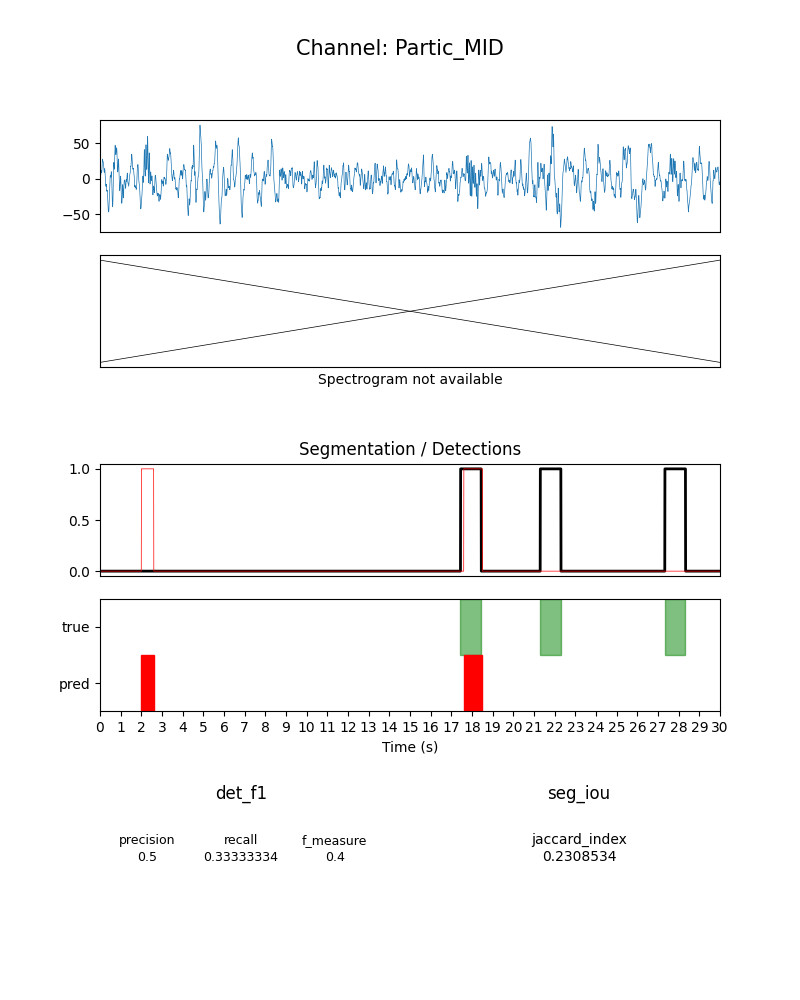 Channel: Partic_MID
50
0
−50
Spectrogram not available
Segmentation / Detections
1.0
0.5
0.0
true
pred
0 1 2 3 4 5 6 7 8 9 10 11 12 13 14 15 16 17 18 19 20 21 22 23 24 25 26 27 28 29 30
Time (s)
det_f1 seg_iou
precision recall f_measure jaccard_index
0.5 0.33333334 0.4 0.2308534